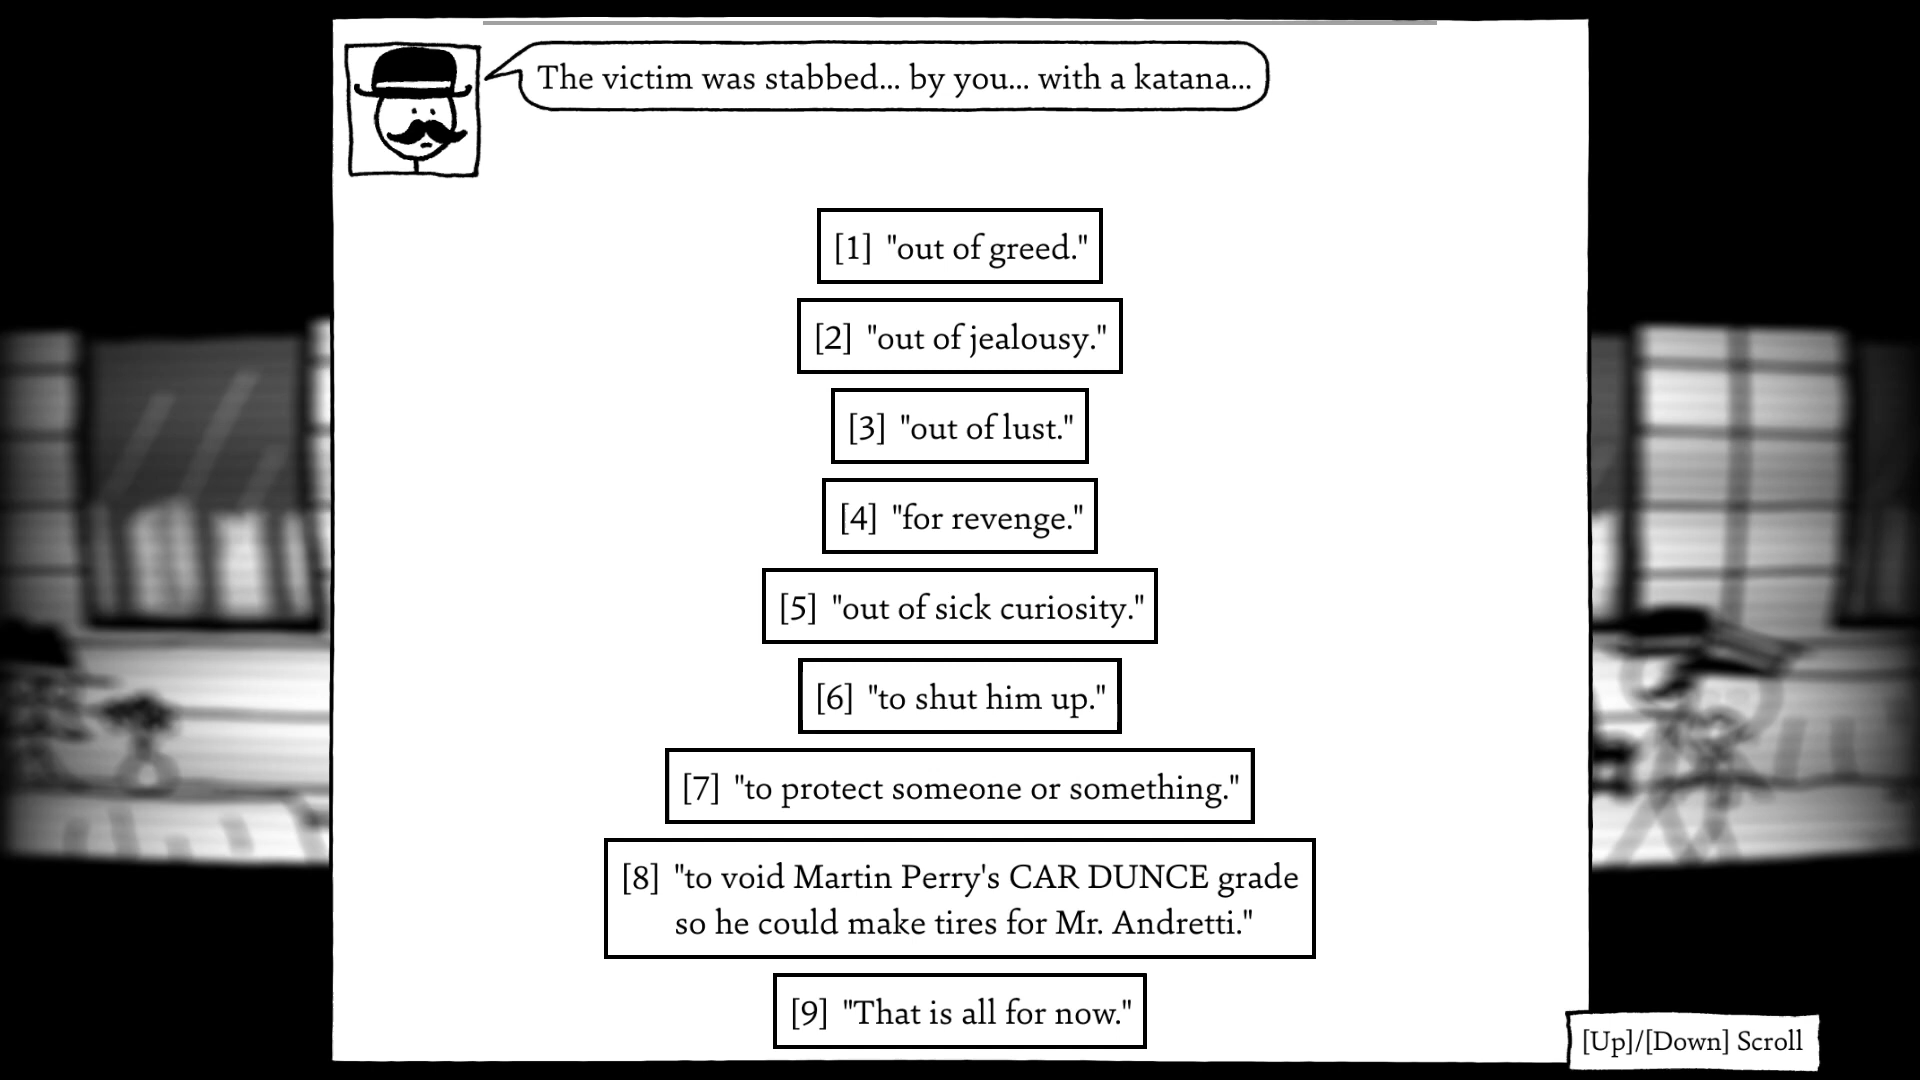 The victim was stabbed... by you... with a katana...
[1] "out of greed."
[2] "out of jealousy."
[3] "out of lust."
[4] "for revenge."
[5] "out of sick curiosity."
[6] "to shut him up."
[7] "to protect someone or something."
[8] "to void Martin Perry's CAR DUNCE grade
so he could make tires for Mr. Andretti."
[9] "That is all for now."
[Up]/[Down] Scroll